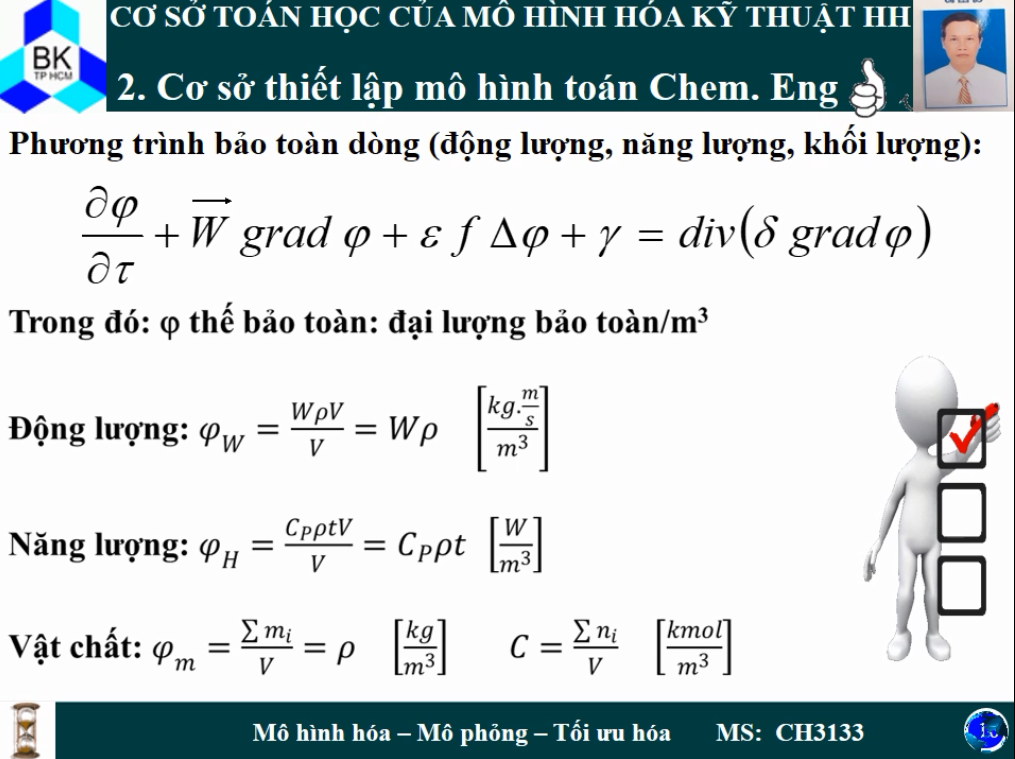 CƠ SỞ TOÁN HỌC CỦA MÔ HÌNH HÓA KỸ THUẬT HH
BK
TP HCM
2. Cơ sở thiết lập mô hình toán Chem. Eng
Phương trình bảo toàn dòng (động lượng, năng lượng, khối lượng):
∂φ/∂τ + W⃗ grad φ + ε f Δφ + γ = div(δ grad φ)
Trong đó: φ thế bảo toàn: đại lượng bảo toàn/m³
Động lượng: φ_W = WρV/V = Wρ [kg.m/s / m³]
Năng lượng: φ_H = C_PρtV/V = C_Pρt [W/m³]
Vật chất: φ_m = ∑m_i/V = ρ [kg/m³] C = ∑n_i/V [kmol/m³]
Mô hình hóa – Mô phỏng – Tối ưu hóa MS: CH3133